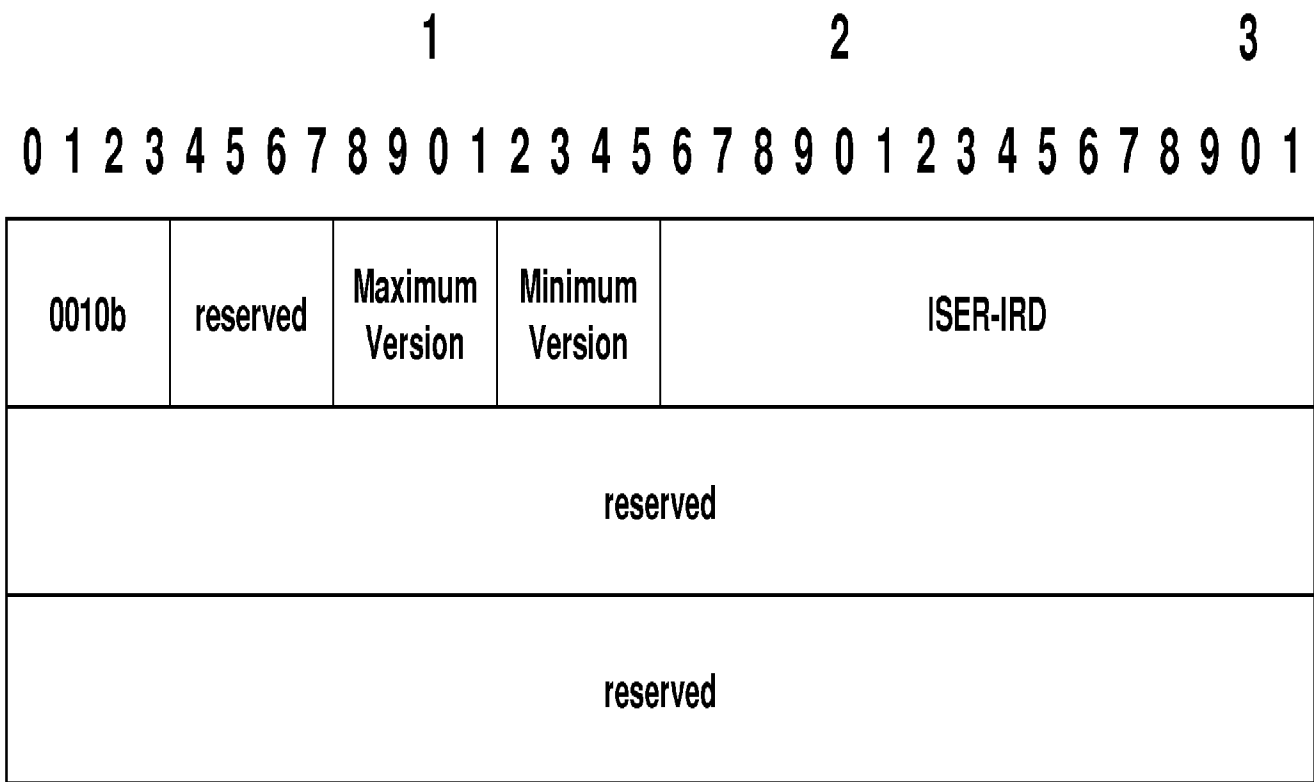 1 2 3
0 1 2 3 4 5 6 7 8 9 0 1 2 3 4 5 6 7 8 9 0 1 2 3 4 5 6 7 8 9 0 1
0010b
reserved
Maximum
Version
Minimum
Version
ISER-IRD
reserved
reserved